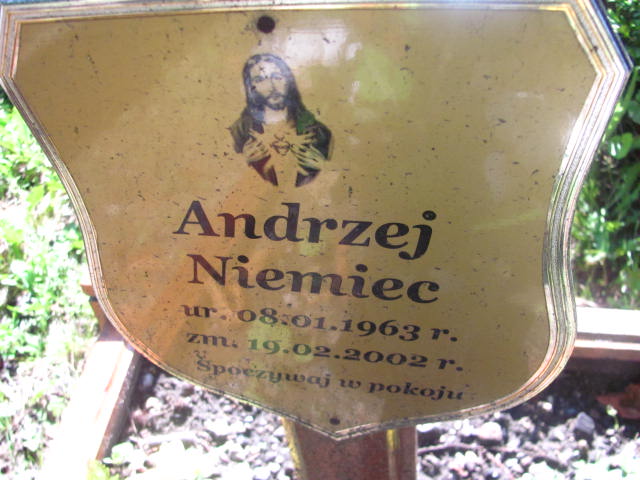 Andrzej
Niemiec
ur. 08.01.1963 r.
zm. 19.02.2002 r.
Spoczywaj w pokoju